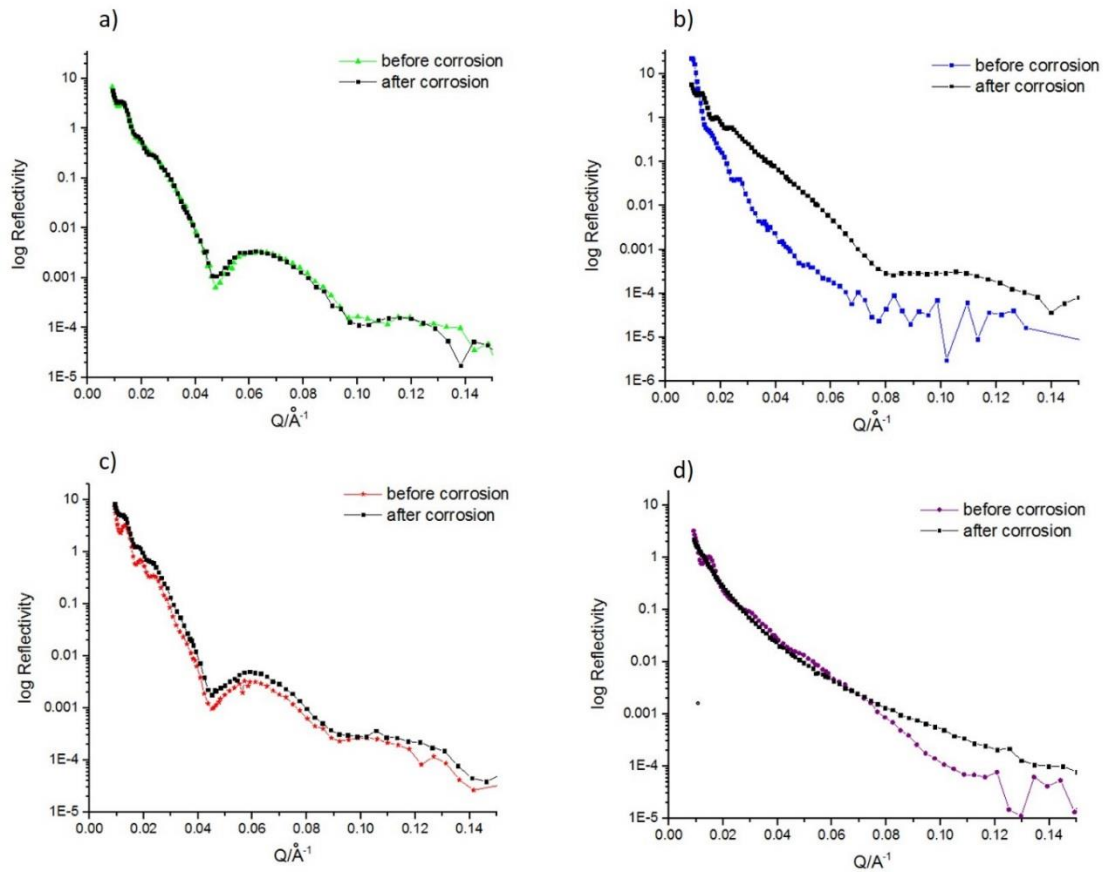 a)
before corrosion
after corrosion
10
1
0.1
0.01
0.001
1E-4
1E-5
log Reflectivity
0.00 0.02 0.04 0.06 0.08 0.10 0.12 0.14
Q/Å⁻¹
b)
before corrosion
after corrosion
10
1
0.1
0.01
0.001
1E-4
1E-5
1E-6
log Reflectivity
0.00 0.02 0.04 0.06 0.08 0.10 0.12 0.14
Q/Å⁻¹
c)
before corrosion
after corrosion
10
1
0.1
0.01
0.001
1E-4
1E-5
log Reflectivity
0.00 0.02 0.04 0.06 0.08 0.10 0.12 0.14
Q/Å⁻¹
d)
before corrosion
after corrosion
10
1
0.1
0.01
0.001
1E-4
1E-5
log Reflectivity
0.00 0.02 0.04 0.06 0.08 0.10 0.12 0.14
Q/A⁻¹